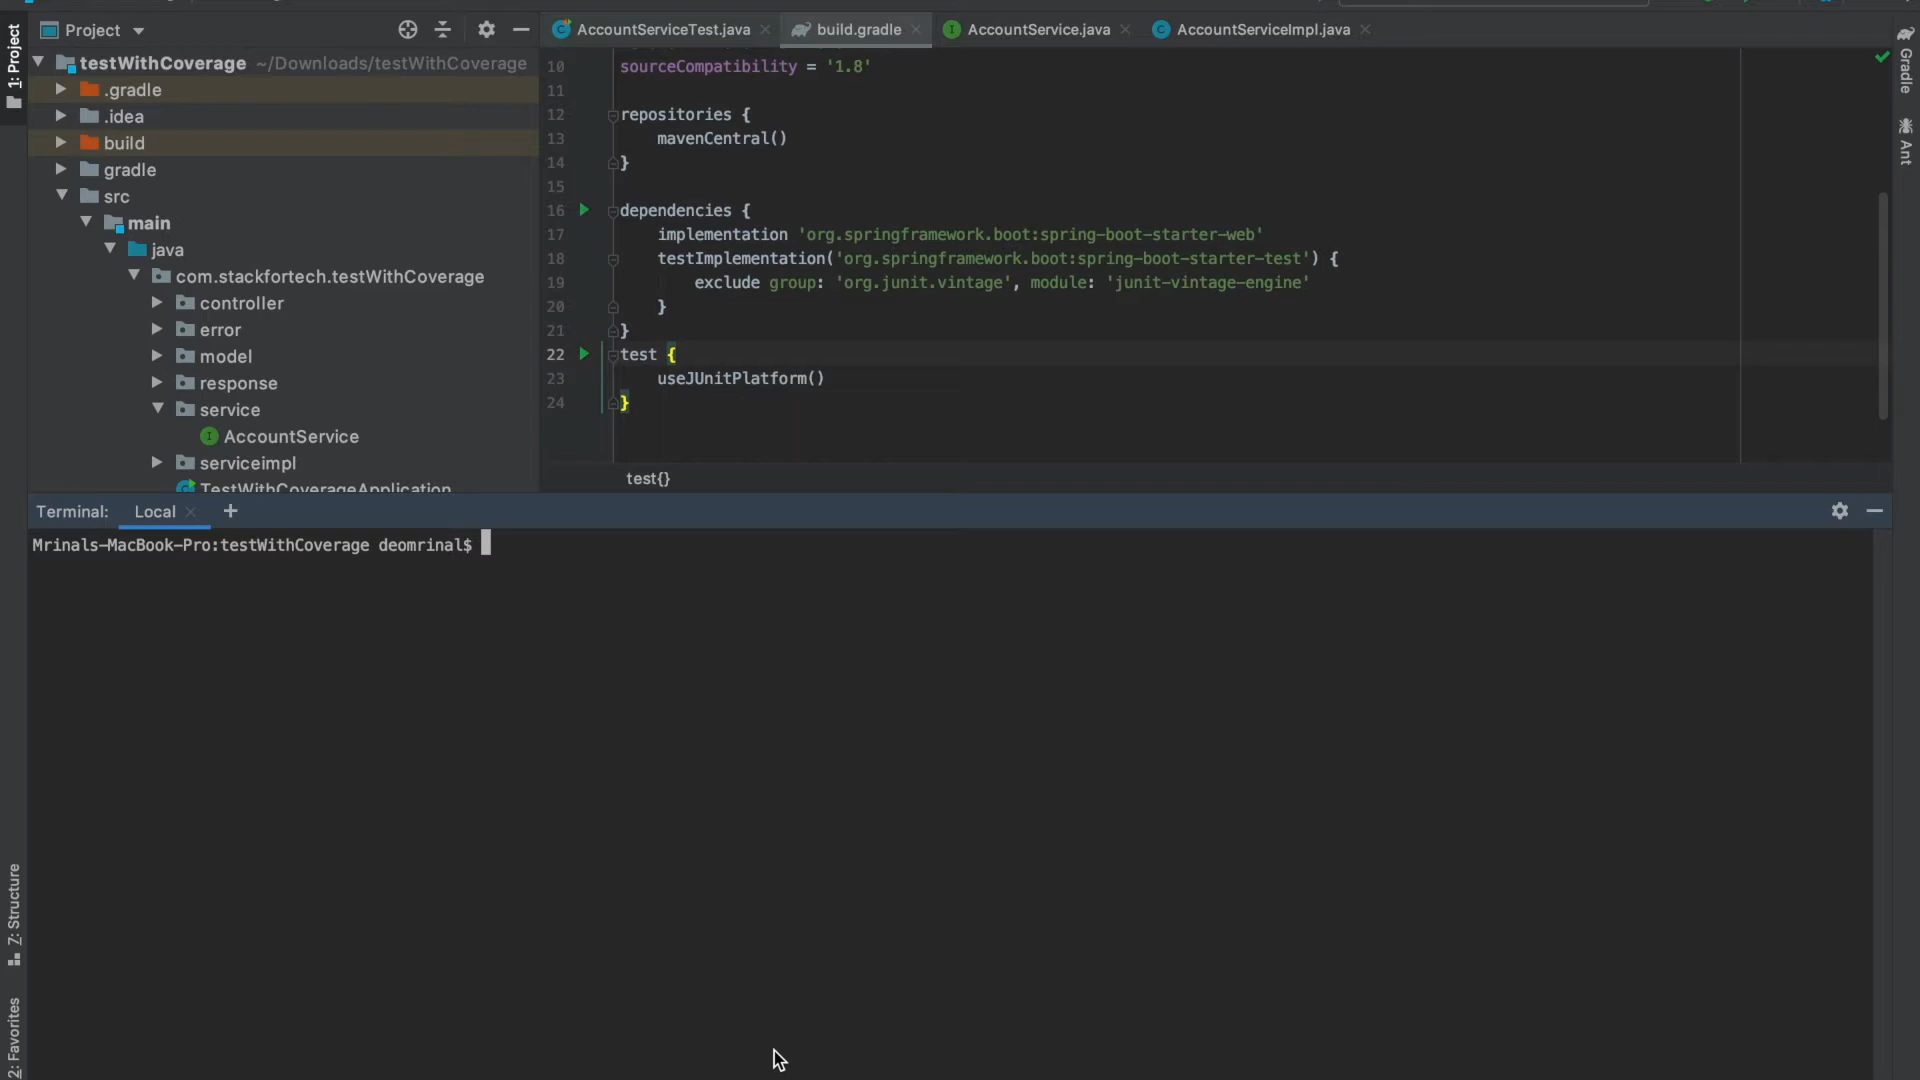 1: Project
Project
testWithCoverage ~/Downloads/testWithCoverage
.gradle
.idea
build
gradle
src
main
java
com.stackfortech.testWithCoverage
controller
error
model
response
service
AccountService
serviceimpl
TestWithCoverageApplication
AccountServiceTest.java
build.gradle
AccountService.java
AccountServiceImpl.java
10 sourceCompatibility = '1.8'
11
12 repositories {
13 mavenCentral()
14 }
15
16 dependencies {
17 implementation 'org.springframework.boot:spring-boot-starter-web'
18 testImplementation('org.springframework.boot:spring-boot-starter-test') {
19 exclude group: 'org.junit.vintage', module: 'junit-vintage-engine'
20 }
21 }
22 test {
23 useJUnitPlatform()
24 }
test{}
Gradle
Ant
Terminal: Local +
Mrinals-MacBook-Pro:testWithCoverage deomrinal$
Z: Structure
2: Favorites